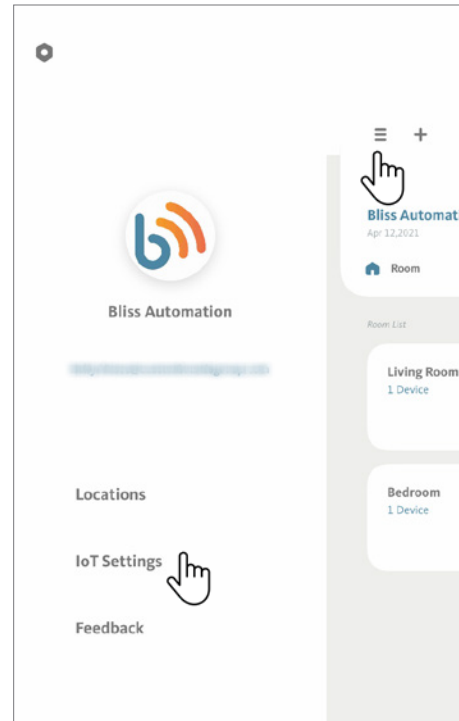 Bliss Automation
Locations
IoT Settings
Feedback
Bliss Automati
Apr 12,2021
Room
Room List
Living Room
1 Device
Bedroom
1 Device